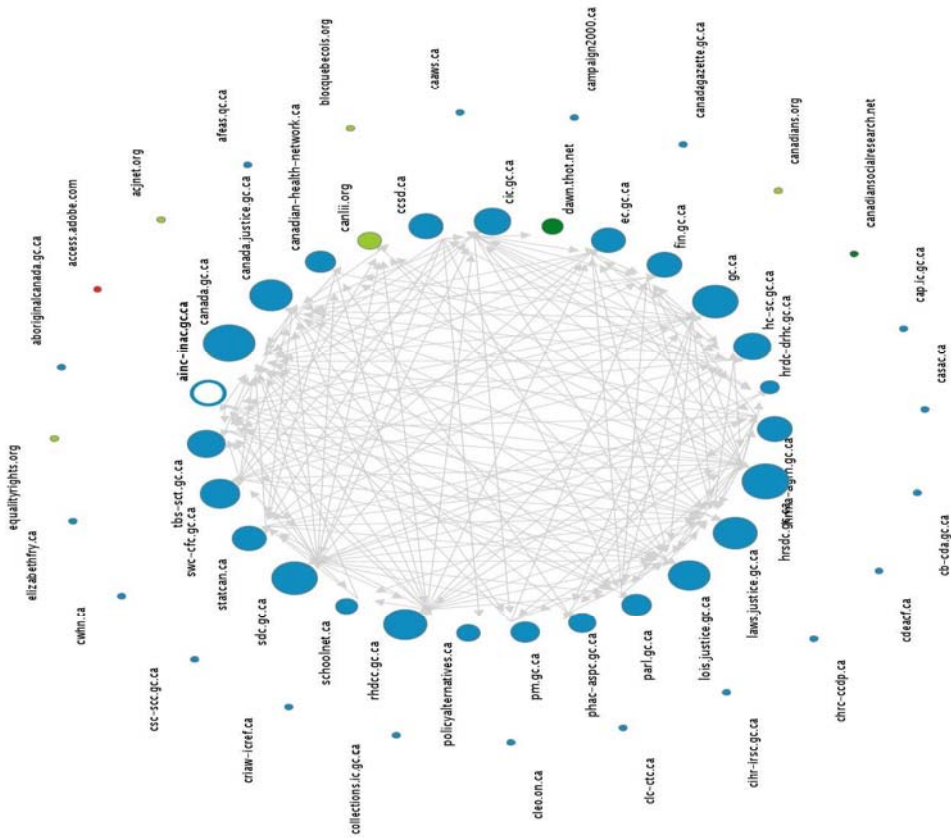 aboriginalcanada.gc.ca
access.adobe.com
acjnet.org
afeas.qc.ca
blocquebecois.org
caaws.ca
campaign2000.ca
canadagazette.gc.ca
canadians.org
canadiansocialresearch.net
cap.ic.gc.ca
casac.ca
cb-cda.gc.ca
cdeacf.ca
chrc-ccdp.ca
cihr-irsc.gc.ca
clc-ctc.ca
cleo.on.ca
collections.ic.gc.ca
criaw-icref.ca
csc-scc.gc.ca
cwhn.ca
elizabethfry.ca
equalityrights.org
ainc-inac.gc.ca
canada.gc.ca
canada.justice.gc.ca
canadian-health-network.ca
canlii.org
ccsd.ca
cic.gc.ca
dawn.thot.net
ec.gc.ca
fin.gc.ca
gc.ca
hc-sc.gc.ca
hrdc-drhc.gc.ca
hrsdc.gc.ca
laws.justice.gc.ca
lois.justice.gc.ca
parl.gc.ca
phac-aspc.gc.ca
pm.gc.ca
policyalternatives.ca
rhdcc.gc.ca
schoolnet.ca
sdc.gc.ca
statcan.ca
swc-cfc.gc.ca
tbs-sct.gc.ca